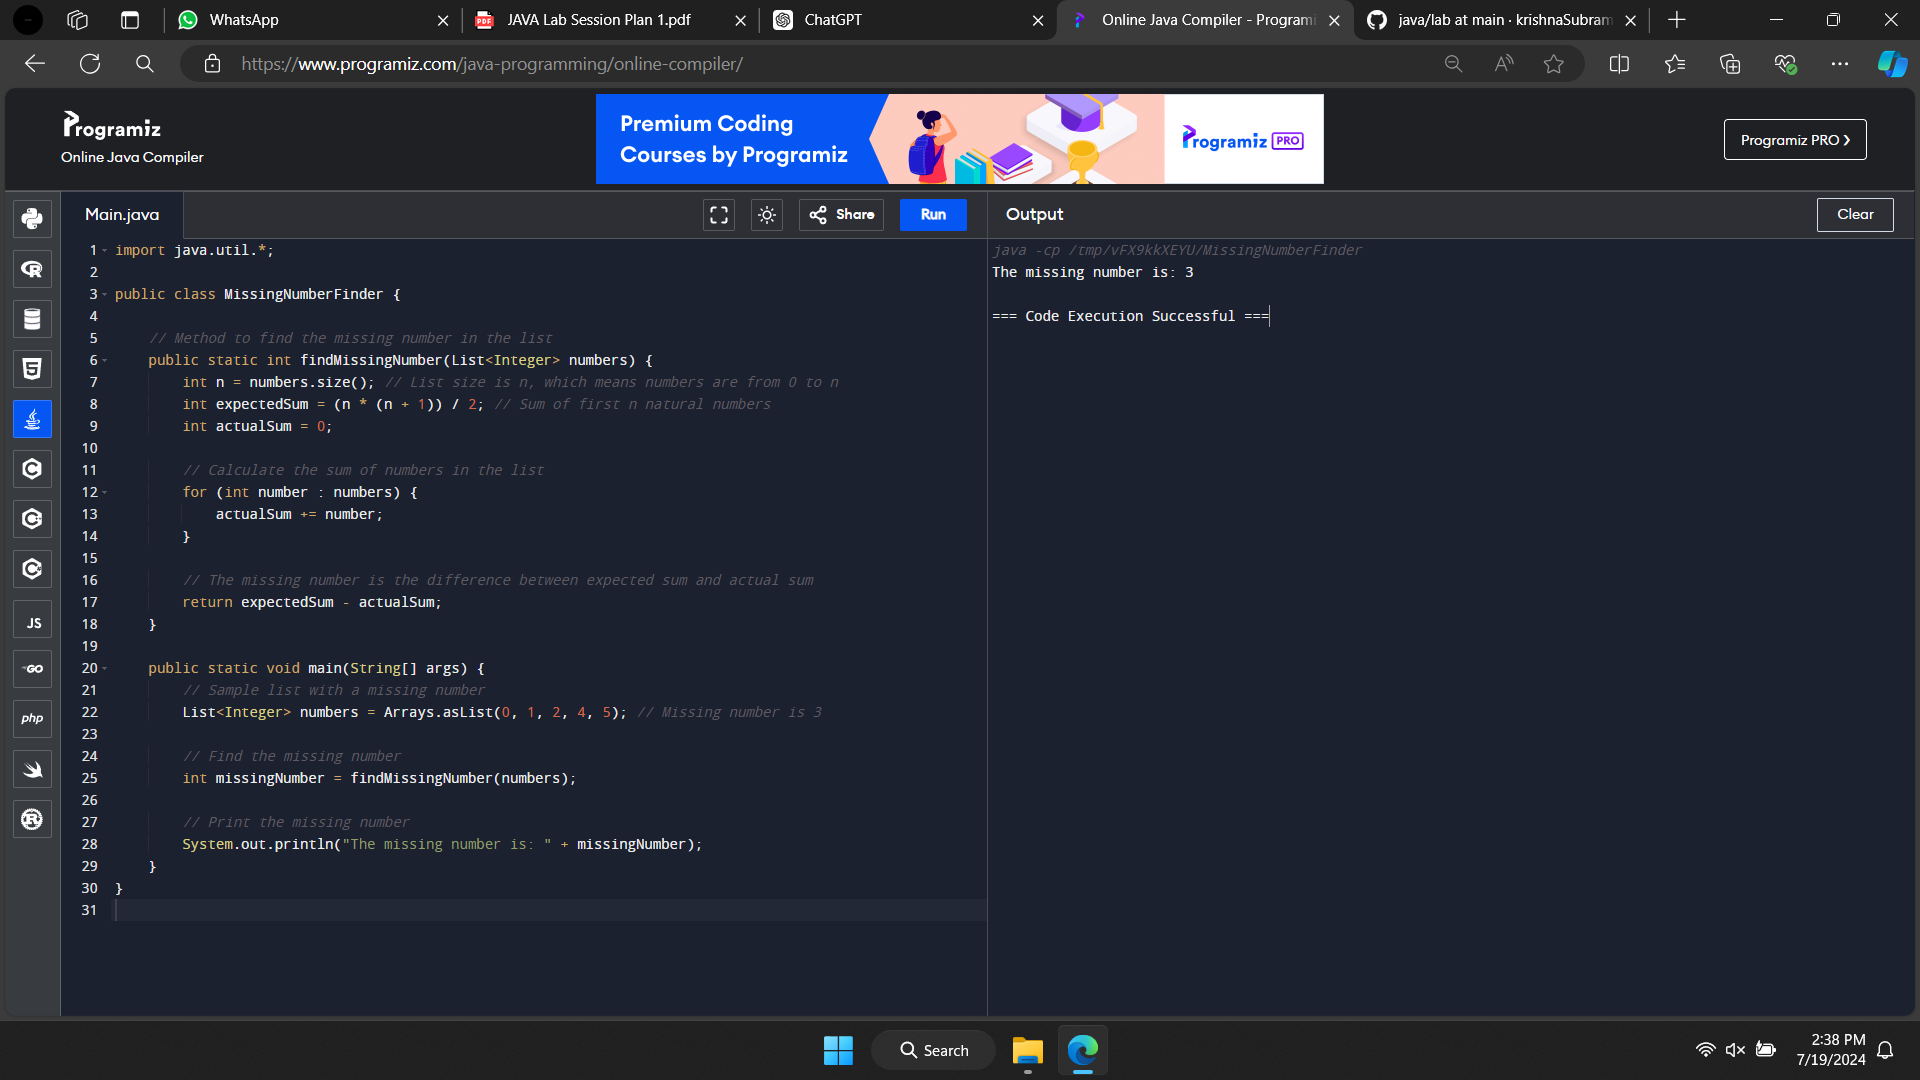 WhatsApp
JAVA Lab Session Plan 1.pdf
ChatGPT
Online Java Compiler - Programi
java/lab at main · krishnaSubram
https://www.programiz.com/java-programming/online-compiler/
Programiz
Online Java Compiler
Premium Coding
Courses by Programiz
Programiz PRO
Programiz PRO ›
Main.java
Share
Run
Output
Clear
1 import java.util.*;
2
3 public class MissingNumberFinder {
4
5 // Method to find the missing number in the list
6 public static int findMissingNumber(List<Integer> numbers) {
7 int n = numbers.size(); // List size is n, which means numbers are from 0 to n
8 int expectedSum = (n * (n + 1)) / 2; // Sum of first n natural numbers
9 int actualSum = 0;
10
11 // Calculate the sum of numbers in the list
12 for (int number : numbers) {
13 actualSum += number;
14 }
15
16 // The missing number is the difference between expected sum and actual sum
17 return expectedSum - actualSum;
18 }
19
20 public static void main(String[] args) {
21 // Sample list with a missing number
22 List<Integer> numbers = Arrays.asList(0, 1, 2, 4, 5); // Missing number is 3
23
24 // Find the missing number
25 int missingNumber = findMissingNumber(numbers);
26
27 // Print the missing number
28 System.out.println("The missing number is: " + missingNumber);
29 }
30 }
31
java -cp /tmp/vFX9kkXEYU/MissingNumberFinder
The missing number is: 3
=== Code Execution Successful ===
JS
GO
php
Search
2:38 PM
7/19/2024